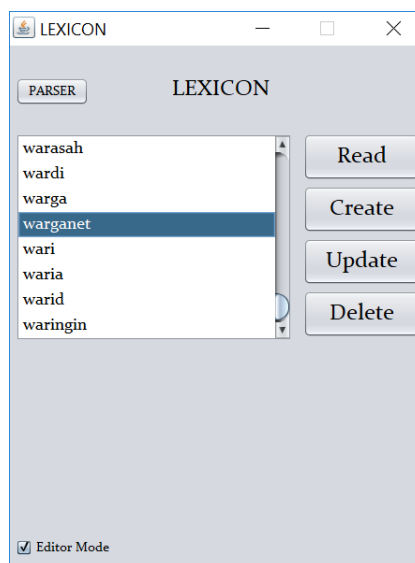 LEXICON
PARSER
LEXICON
warasah
wardi
warga
warganet
wari
waria
warid
waringin
Read
Create
Update
Delete
Editor Mode